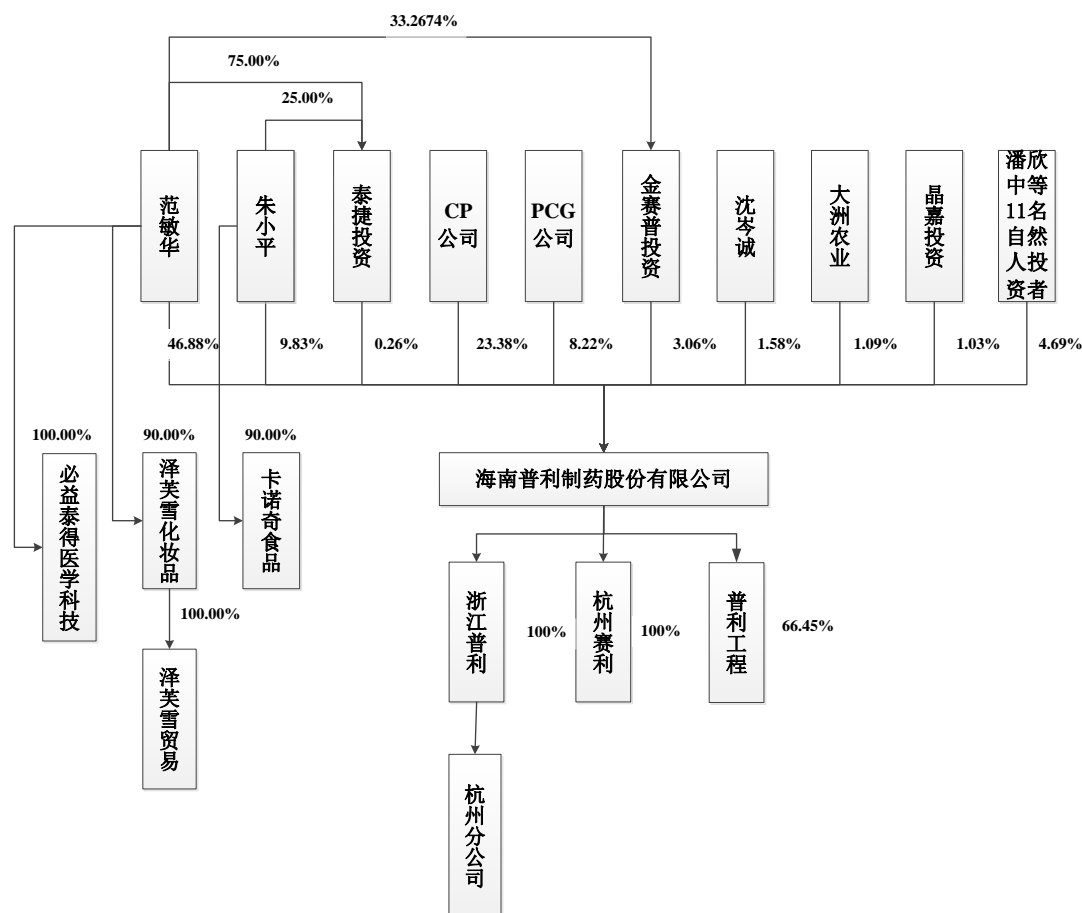 33.2674%
75.00%
25.00%
范敏华
朱小平
泰捷投资
CP
公司
PCG
公司
金赛普投资
沈岑诚
大洲农业
晶嘉投资
潘欣
中等
11名
自然
人投
资者
46.88%
9.83%
0.26%
23.38%
8.22%
3.06%
1.58%
1.09%
1.03%
4.69%
100.00%
90.00%
90.00%
必益泰得医学科技
泽芙雪化妆品
卡诺奇食品
海南普利制药股份有限公司
100.00%
泽芙雪贸易
浙江普利
100%
杭州赛利
100%
普利工程
66.45%
杭州分公司